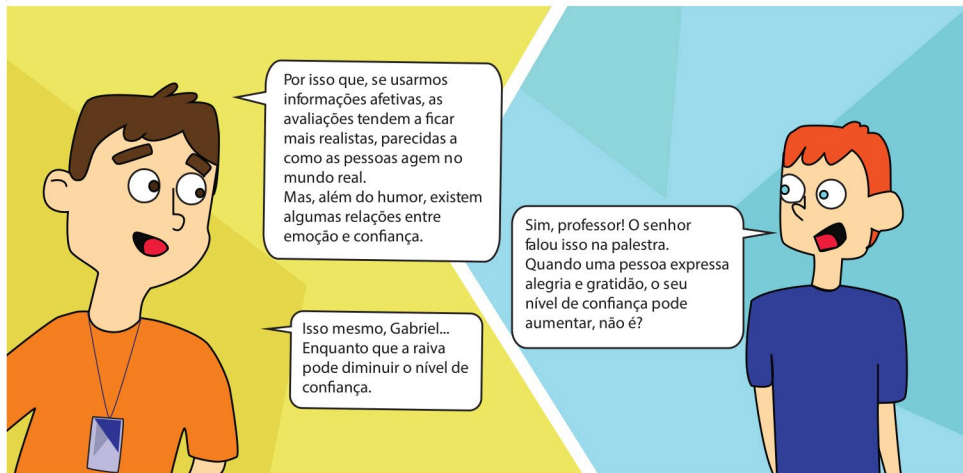 Por isso que, se usarmos
informações afetivas, as
avaliações tendem a ficar
mais realistas, parecidas a
como as pessoas agem no
mundo real.
Mas, além do humor, existem
algumas relações entre
emoção e confiança.
Sim, professor! O senhor
falou isso na palestra.
Quando uma pessoa expressa
alegria e gratidão, o seu
nível de confiança pode
aumentar, não é?
Isso mesmo, Gabriel...
Enquanto que a raiva
pode diminuir o nível de
confiança.